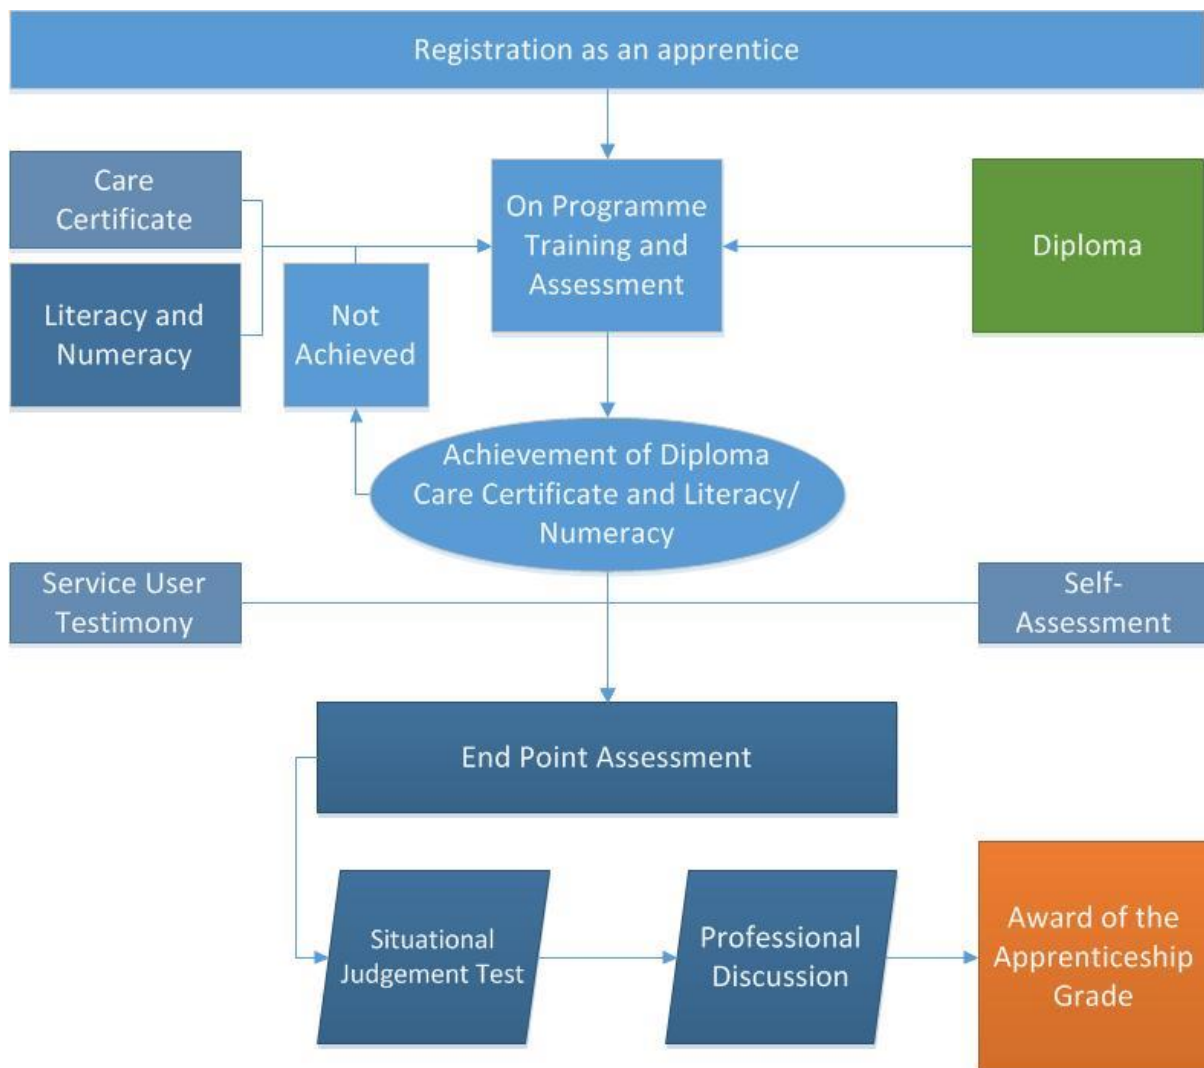 Registration as an apprentice
Care
Certificate
On Programme
Training and
Assessment
Diploma
Literacy and
Numeracy
Not
Achieved
Achievement of Diploma
Care Certificate and Literacy/
Numeracy
Service User
Testimony
Self-
Assessment
End Point Assessment
Situational
Judgement Test
Professional
Discussion
Award of the
Apprenticeship
Grade